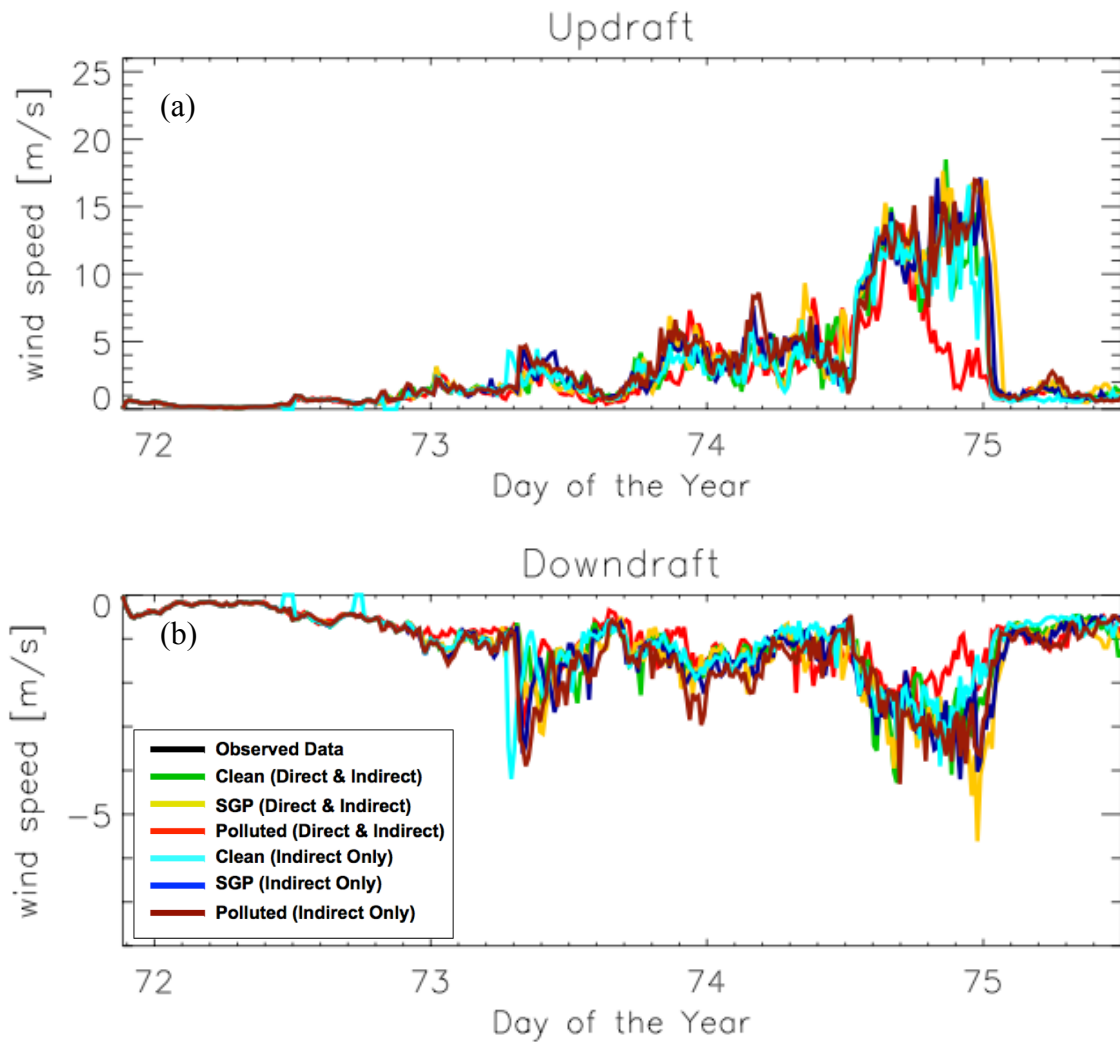 Updraft
(a)
wind speed [m/s]
25
20
15
10
5
0
72
73
74
75
Day of the Year
Downdraft
(b)
wind speed [m/s]
0
-5
Observed Data
Clean (Direct & Indirect)
SGP (Direct & Indirect)
Polluted (Direct & Indirect)
Clean (Indirect Only)
SGP (Indirect Only)
Polluted (Indirect Only)
72
73
74
75
Day of the Year